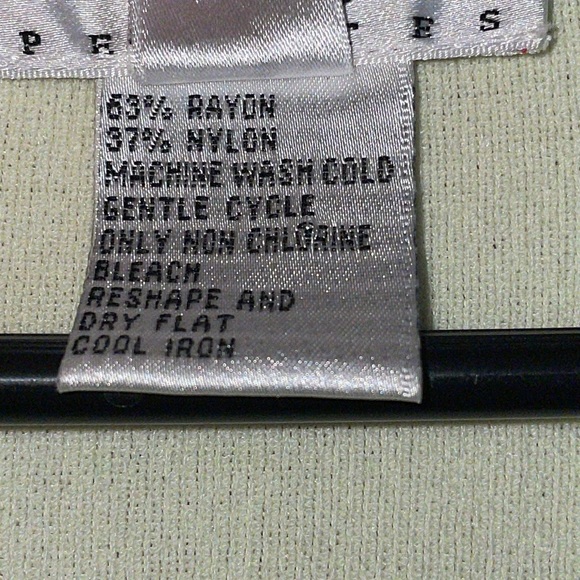 63% RAYON
37% NYLON
MACHINE WASH COLD
GENTLE CYCLE
ONLY NON CHLORINE
BLEACH
RESHAPE AND
DRY FLAT
COOL IRON